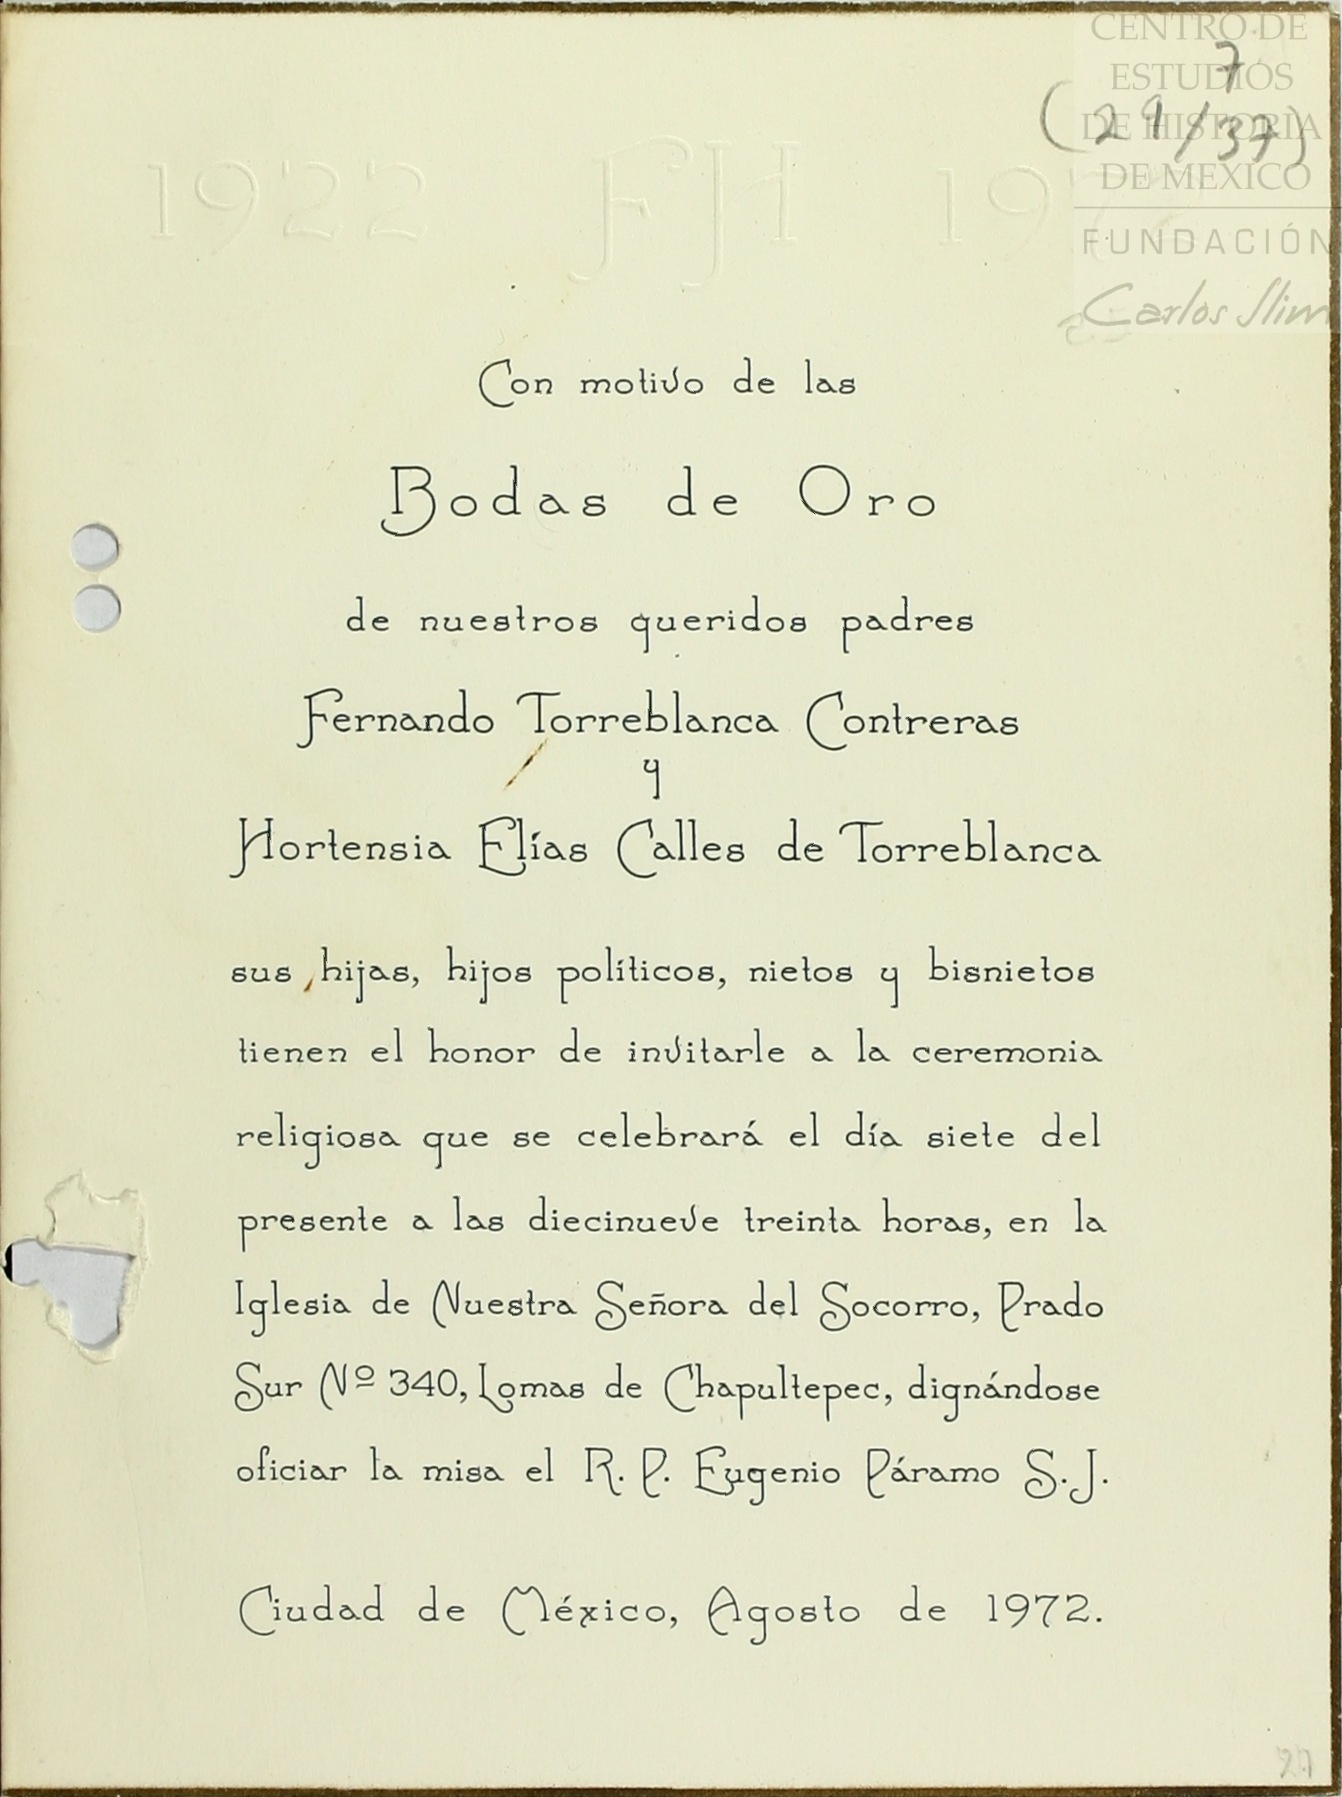 CENTRO DE
ESTUDIOS
DE HISTORIA
DE MEXICO
FUNDACIÓN
Carlos Slim
7
(29/37)
1922 FH 19
Con motivo de las
Bodas de Oro
de nuestros queridos padres
Fernando Torreblanca Contreras
y
Hortensia Elías Calles de Torreblanca
sus hijas, hijos políticos, nietos y bisnietos
tienen el honor de invitarle a la ceremonia
religiosa que se celebrará el día siete del
presente a las diecinueve treinta horas, en la
Iglesia de Nuestra Señora del Socorro, Prado
Sur Nº 340, Lomas de Chapultepec, dignándose
oficiar la misa el R. P. Eugenio Páramo S.J.
Ciudad de México, Agosto de 1972.